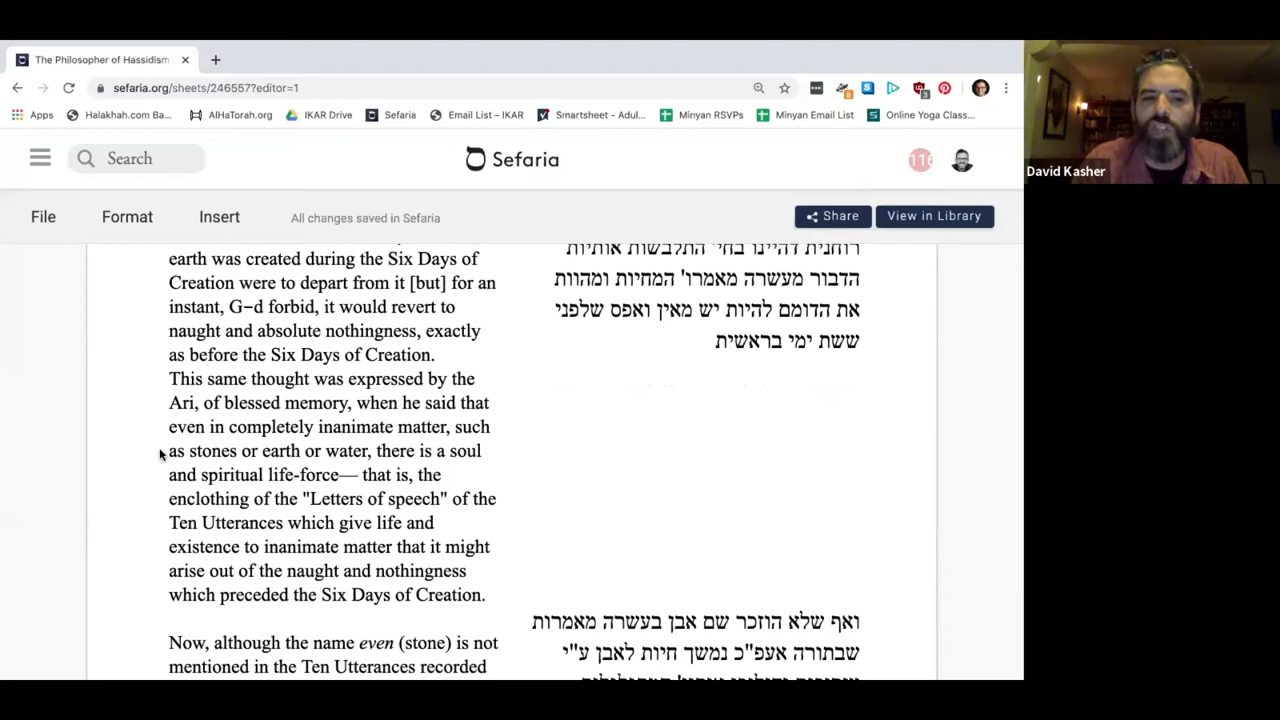 The Philosopher of Hassidism
sefaria.org/sheets/246557?editor=1
Apps
Halakhah.com Ba...
AlHaTorah.org
IKAR Drive
Sefaria
Email List – IKAR
Smartsheet - Adul...
Minyan RSVPs
Minyan Email List
Online Yoga Class...
Search
Sefaria
116
David Kasher
File
Format
Insert
All changes saved in Sefaria
Share
View in Library
earth was created during the Six Days of
Creation were to depart from it [but] for an
instant, G-d forbid, it would revert to
naught and absolute nothingness, exactly
as before the Six Days of Creation.
This same thought was expressed by the
Ari, of blessed memory, when he said that
even in completely inanimate matter, such
as stones or earth or water, there is a soul
and spiritual life-force— that is, the
enclothing of the "Letters of speech" of the
Ten Utterances which give life and
existence to inanimate matter that it might
arise out of the naught and nothingness
which preceded the Six Days of Creation.
Now, although the name even (stone) is not
mentioned in the Ten Utterances recorded
רוחנית דהיינו בחי' התלבשות אותיות
הדבור מעשרה מאמרו' המחיות ומהוות
את הדומם להיות יש מאין ואפס שלפני
ששת ימי בראשית
ואף שלא הוזכר שם אבן בעשרה מאמרות
שבתורה אעפ"כ נמשך חיות לאבן ע"י